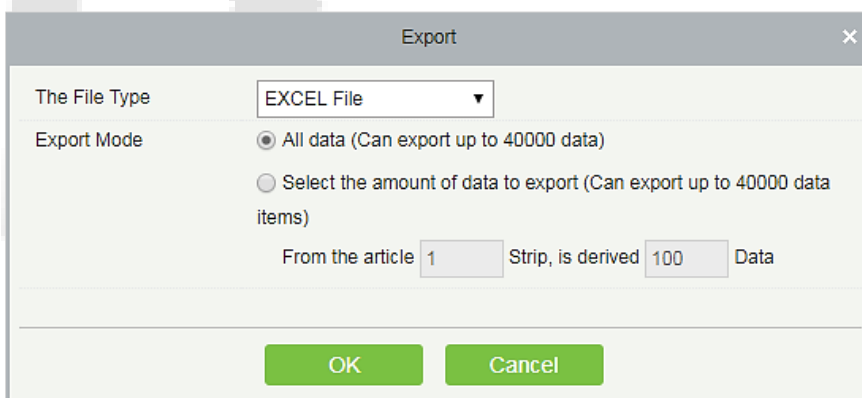 Export
The File Type EXCEL File
Export Mode All data (Can export up to 40000 data)
Select the amount of data to export (Can export up to 40000 data
items)
From the article 1 Strip, is derived 100 Data
OK Cancel